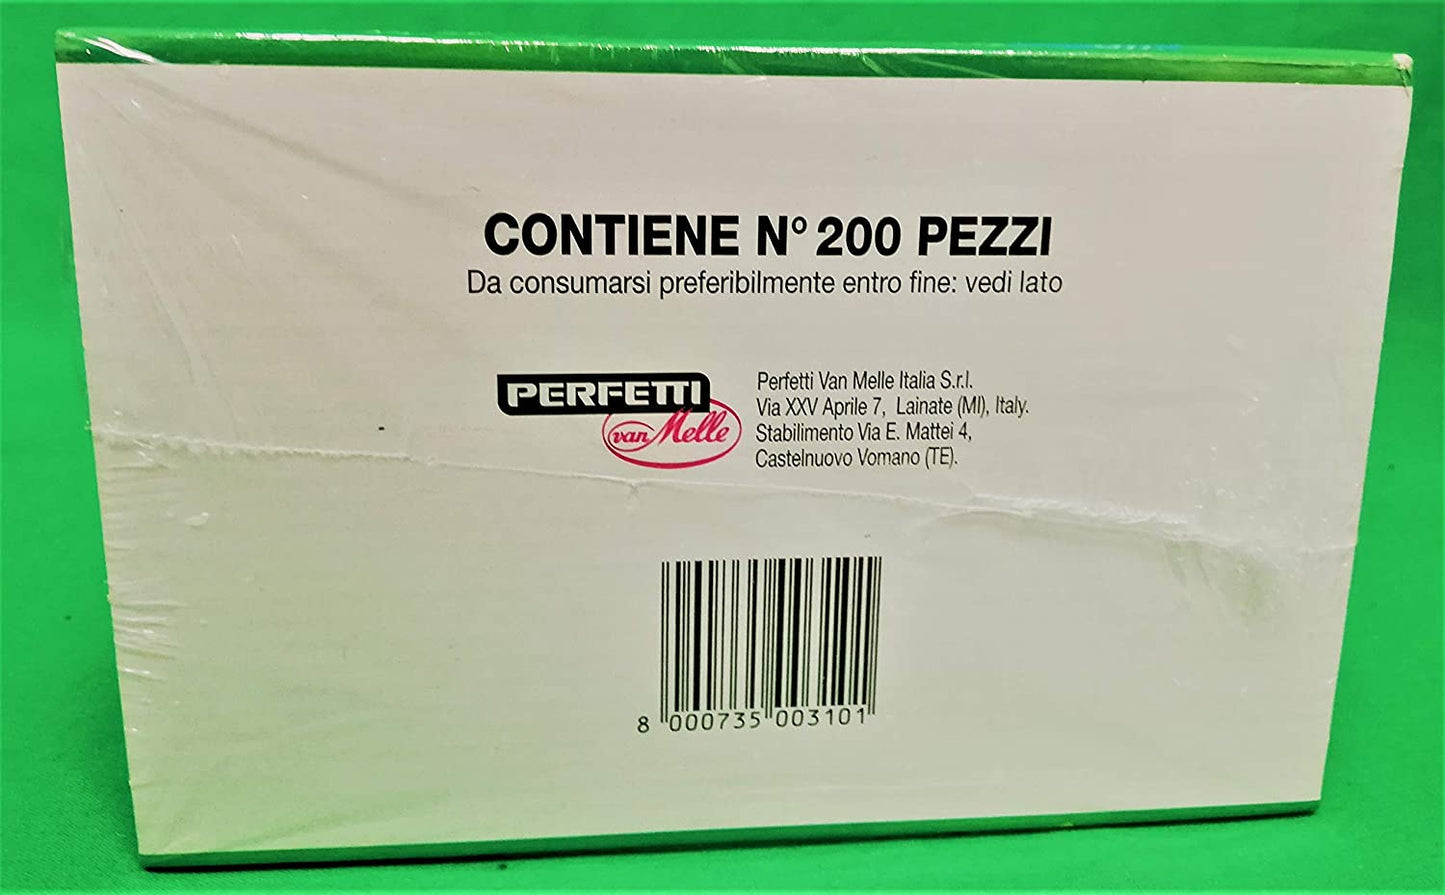 CONTIENE N° 200 PEZZI
Da consumarsi preferibilmente entro fine: vedi lato
PERFETTI
van Melle
Perfetti Van Melle Italia S.r.l.
Via XXV Aprile 7, Lainate (MI), Italy.
Stabilimento Via E. Mattei 4,
Castelnuovo Vomano (TE).
8 000735 003101